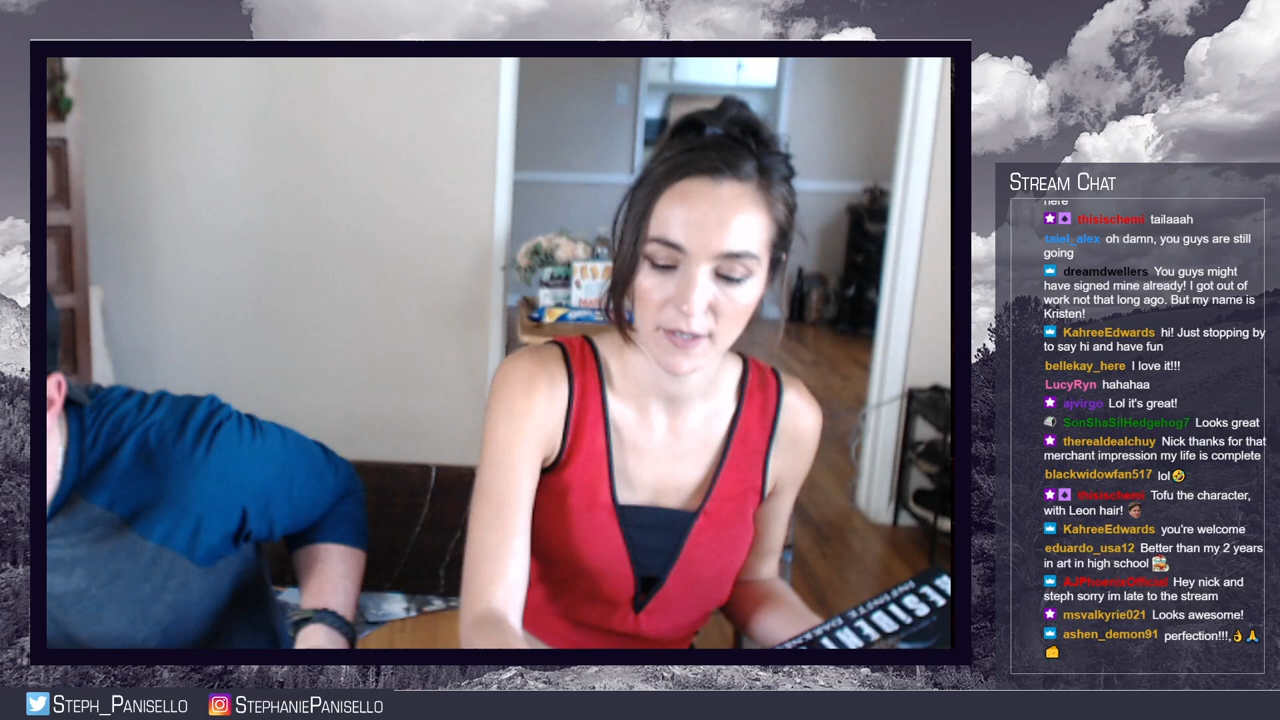 STREAM CHAT
here
thisischemi tailaaah
taiel_alex oh damn, you guys are still
going
dreamdwellers You guys might
have signed mine already! I got out of
work not that long ago. But my name is
Kristen!
KahreeEdwards hi! Just stopping by
to say hi and have fun
bellekay_here I love it!!!
LucyRyn hahahaa
ajvirgo Lol it's great!
SonShaSilHedgehog7 Looks great
therealdealchuy Nick thanks for that
merchant impression my life is complete
blackwidowfan517 lol🤣
thisischemi Tofu the character,
with Leon hair!
KahreeEdwards you're welcome
eduardo_usa12 Better than my 2 years
in art in high school
AJPhoenixOfficial Hey nick and
steph sorry im late to the stream
msvalkyrie021 Looks awesome!
ashen_demon91 perfection!!!,👌🙏
🧀
RESIDENT
INFINITE
STEPH_PANISELLO
STEPHANIEPANISELLO